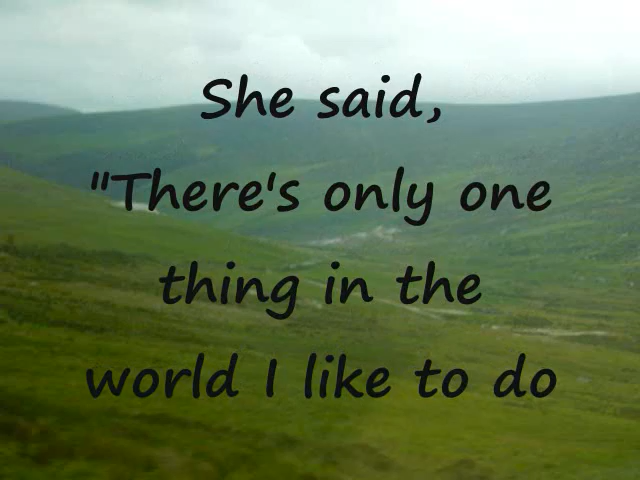 She said,
"There's only one
thing in the
world I like to do